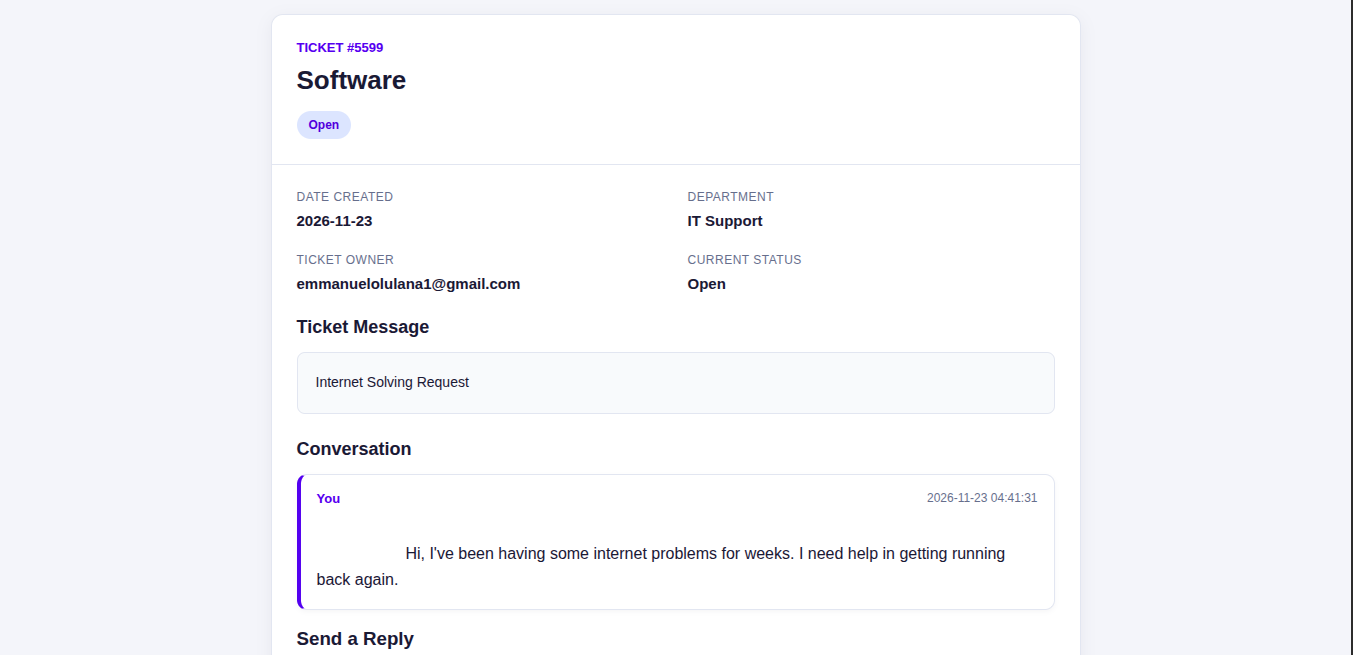 TICKET #5599
Software
Open
DATE CREATED
2026-11-23
DEPARTMENT
IT Support
TICKET OWNER
emmanuelolulana1@gmail.com
CURRENT STATUS
Open
Ticket Message
Internet Solving Request
Conversation
You
2026-11-23 04:41:31
Hi, I've been having some internet problems for weeks. I need help in getting running
back again.
Send a Reply